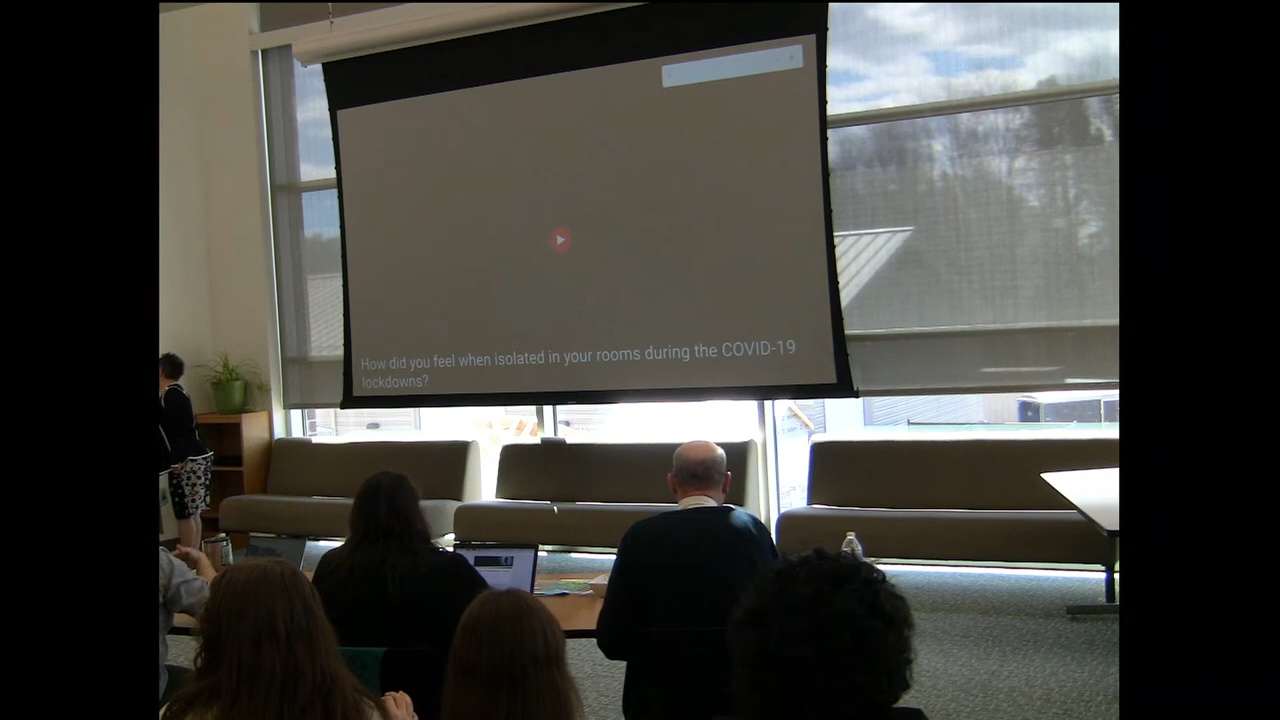 How did you feel when isolated in your rooms during the COVID-19
lockdowns?